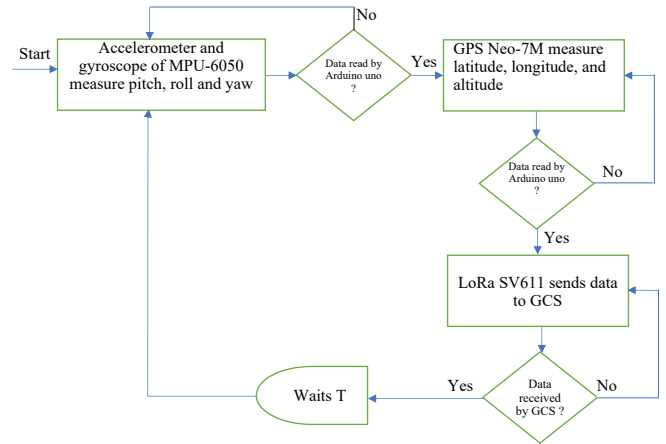 No
Start
Accelerometer and
gyroscope of MPU-6050
measure pitch, roll and yaw
Data read by
Arduino uno
?
Yes
GPS Neo-7M measure
latitude, longitude, and
altitude
Data read by
Arduino uno
?
No
Yes
LoRa SV611 sends data
to GCS
Data
received
by GCS ?
No
Yes
Waits T